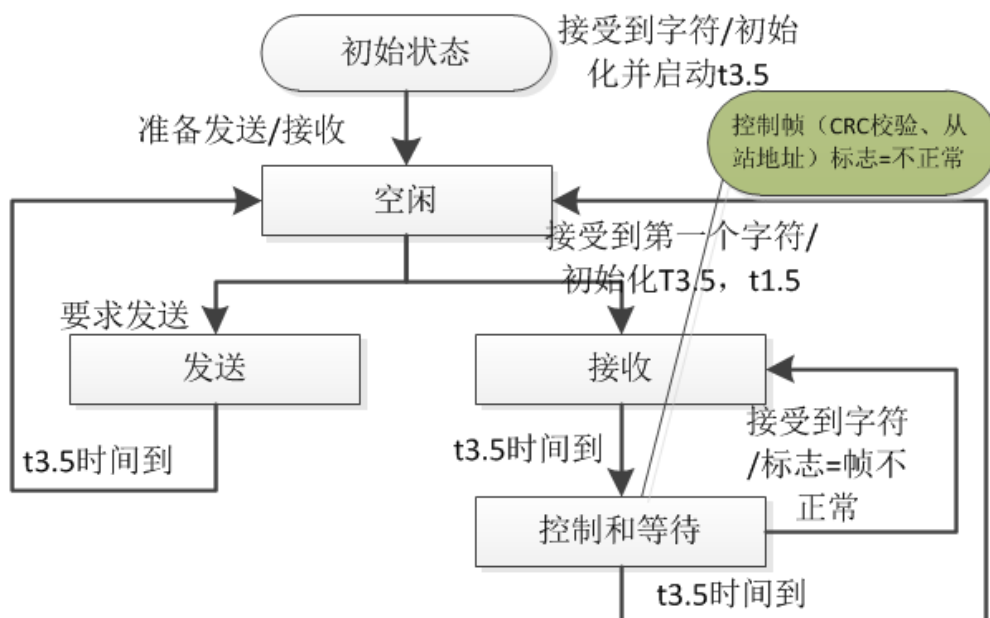 初始状态
接受到字符/初始
化并启动t3.5
准备发送/接收
控制帧（CRC校验、从
站地址）标志=不正常
空闲
接受到第一个字符/
初始化T3.5，t1.5
要求发送
发送
接收
t3.5时间到
t3.5时间到
接受到字符
/标志=帧不
正常
控制和等待
t3.5时间到